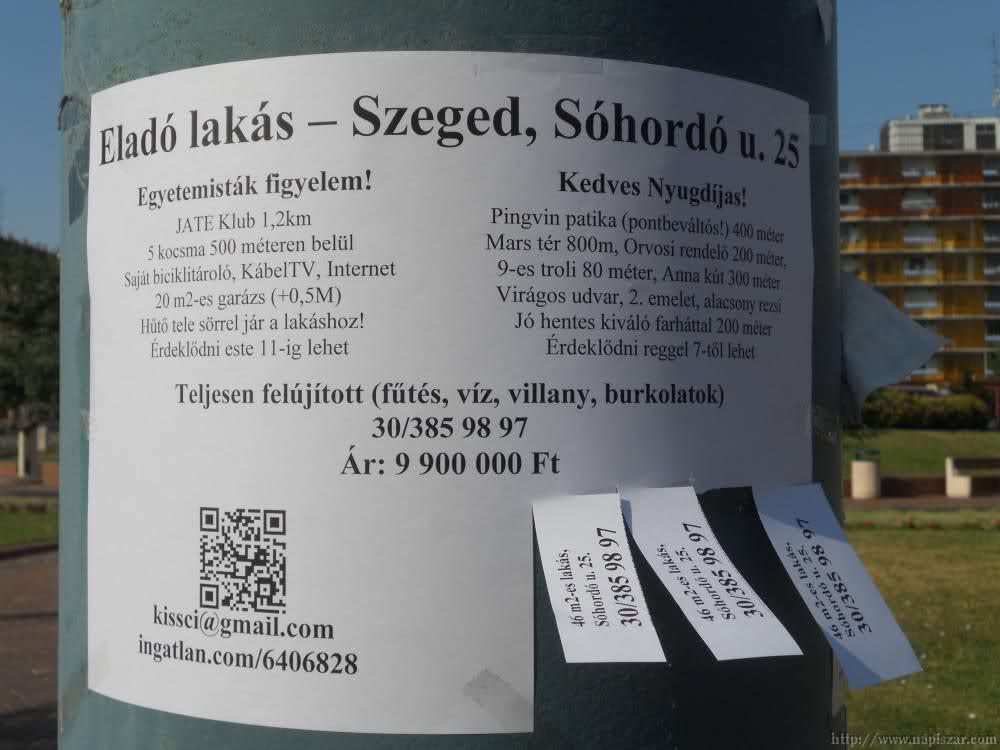 Eladó lakás – Szeged, Sóhordó u. 25
Egyetemisták figyelem!
JATE Klub 1,2km
5 kocsma 500 méteren belül
Saját biciklitároló, KábelTV, Internet
20 m2-es garázs (+0,5M)
Hűtő tele sörrel jár a lakáshoz!
Érdeklődni este 11-ig lehet
Kedves Nyugdíjas!
Pingvin patika (pontbeváltós!) 400 méter
Mars tér 800m, Orvosi rendelő 200 méter,
9-es troli 80 méter, Anna kút 300 méter
Virágos udvar, 2. emelet, alacsony rezsi
Jó hentes kiváló farháttal 200 méter
Érdeklődni reggel 7-től lehet
Teljesen felújított (fűtés, víz, villany, burkolatok)
30/385 98 97
Ár: 9 900 000 Ft
kissci@gmail.com
ingatlan.com/6406828
46 m2-es lakás,
Sóhordó u. 25.
30/385 98 97
46 m2-es lakás,
Sóhordó u. 25.
30/385 98 97
46 m2-es lakás,
Sóhordó u. 25.
30/385 98 97
http://www.napiszar.com